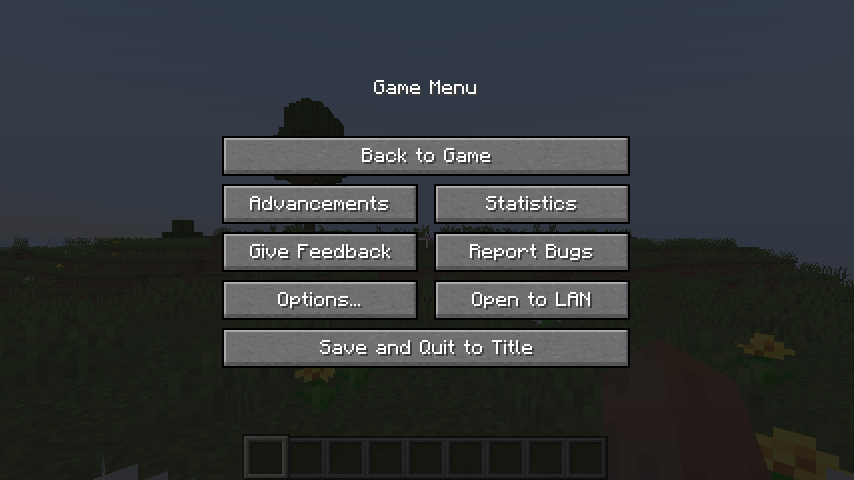 Game Menu
Back to Game
Advancements
Statistics
Give Feedback
Report Bugs
Options...
Open to LAN
Save and Quit to Title